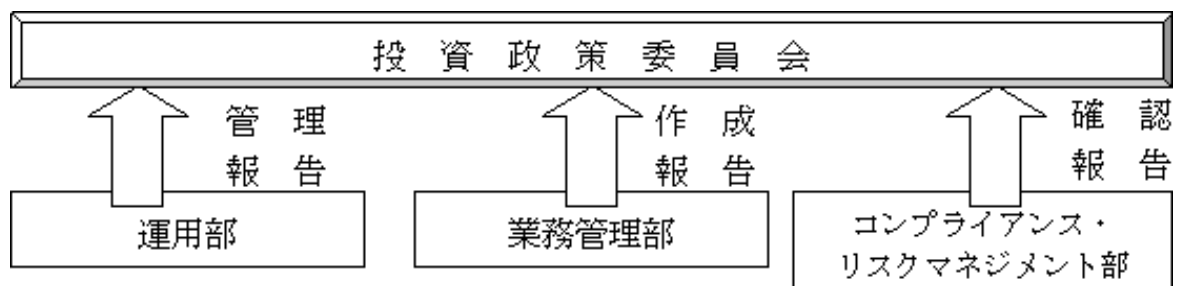 投資政策委員会
管理
報告
作成
報告
確認
報告
運用部
業務管理部
コンプライアンス・
リスクマネジメント部